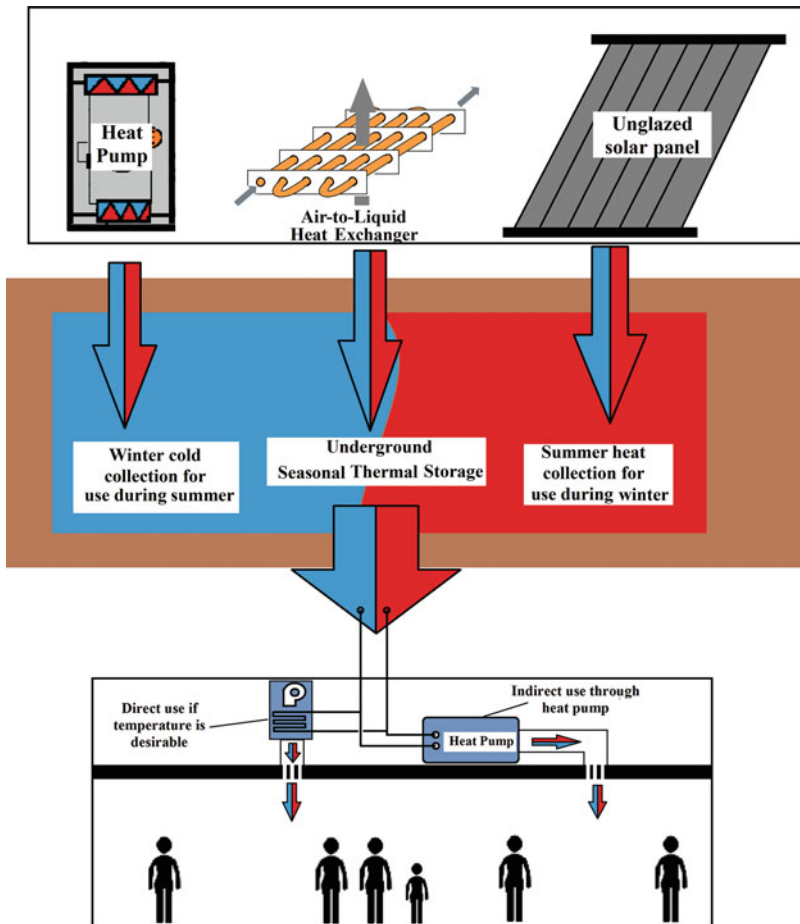 Heat
Pump
Air-to-Liquid
Heat Exchanger
Unglazed
solar panel
Winter cold
collection for
use during summer
Underground
Seasonal Thermal Storage
Summer heat
collection for
use during winter
Direct use if
temperature is
desirable
Indirect use through
heat pump
Heat Pump